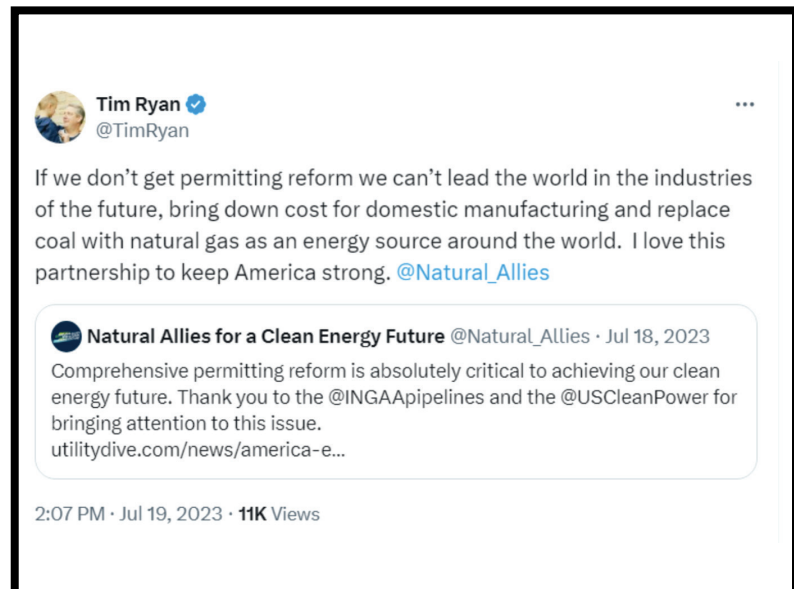 Tim Ryan
@TimRyan
If we don't get permitting reform we can't lead the world in the industries
of the future, bring down cost for domestic manufacturing and replace
coal with natural gas as an energy source around the world.  I love this
partnership to keep America strong. @Natural_Allies
Natural Allies for a Clean Energy Future @Natural_Allies · Jul 18, 2023
Comprehensive permitting reform is absolutely critical to achieving our clean
energy future. Thank you to the @INGAApipelines and the @USCleanPower for
bringing attention to this issue.
utilitydive.com/news/america-e...
2:07 PM · Jul 19, 2023 · 11K Views